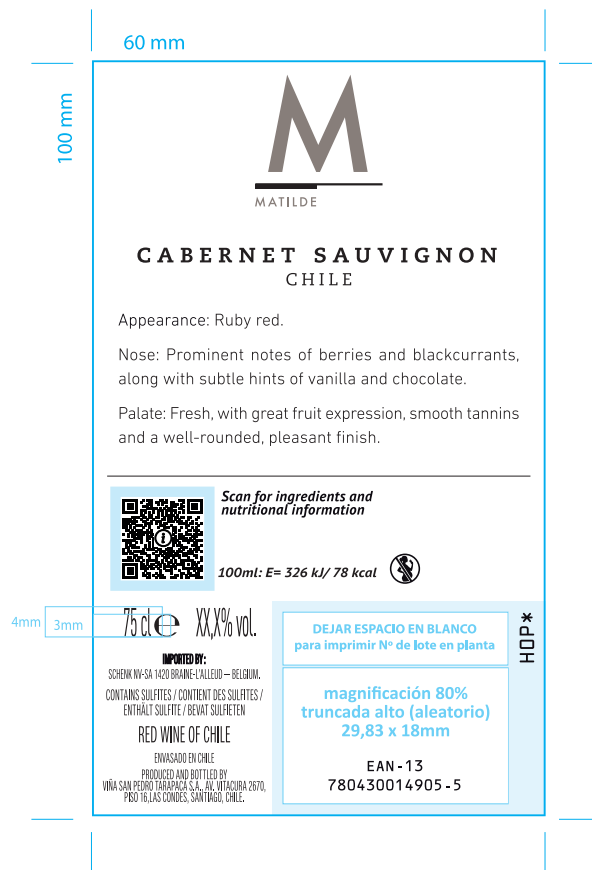 60 mm
100 mm
M
MATILDE
CABERNET SAUVIGNON
CHILE
Appearance: Ruby red.
Nose: Prominent notes of berries and blackcurrants,
along with subtle hints of vanilla and chocolate.
Palate: Fresh, with great fruit expression, smooth tannins
and a well-rounded, pleasant finish.
Scan for ingredients and
nutritional information
100ml: E= 326 kJ/ 78 kcal
4mm
3mm
75 cl e XX,X% vol.
IMPORTED BY:
SCHENK NV-SA 1420 BRAINE-L'ALLEUD – BELGIUM.
CONTAINS SULFITES / CONTIENT DES SULFITES /
ENTHÄLT SULFITE / BEVAT SULFIETEN
RED WINE OF CHILE
ENVASADO EN CHILE
PRODUCED AND BOTTLED BY
VIÑA SAN PEDRO TARAPACA S.A., AV. VITACURA 2670,
PISO 16,LAS CONDES, SANTIAGO, CHILE.
DEJAR ESPACIO EN BLANCO
para imprimir Nº de lote en planta
HOP*
magnificación 80%
truncada alto (aleatorio)
29,83 x 18mm
EAN-13
780430014905-5